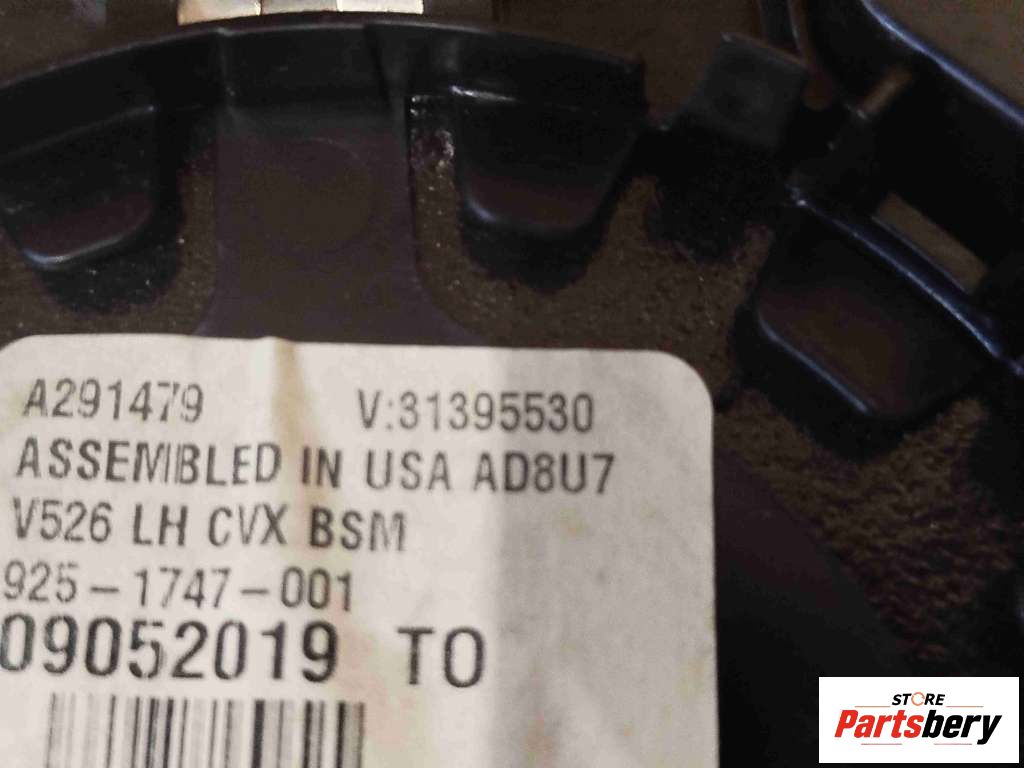 A291479 V:31395530
ASSEMBLED IN USA AD8U7
V526 LH CVX BSM
925-1747-001
09052019 TO
STORE
Partsbery